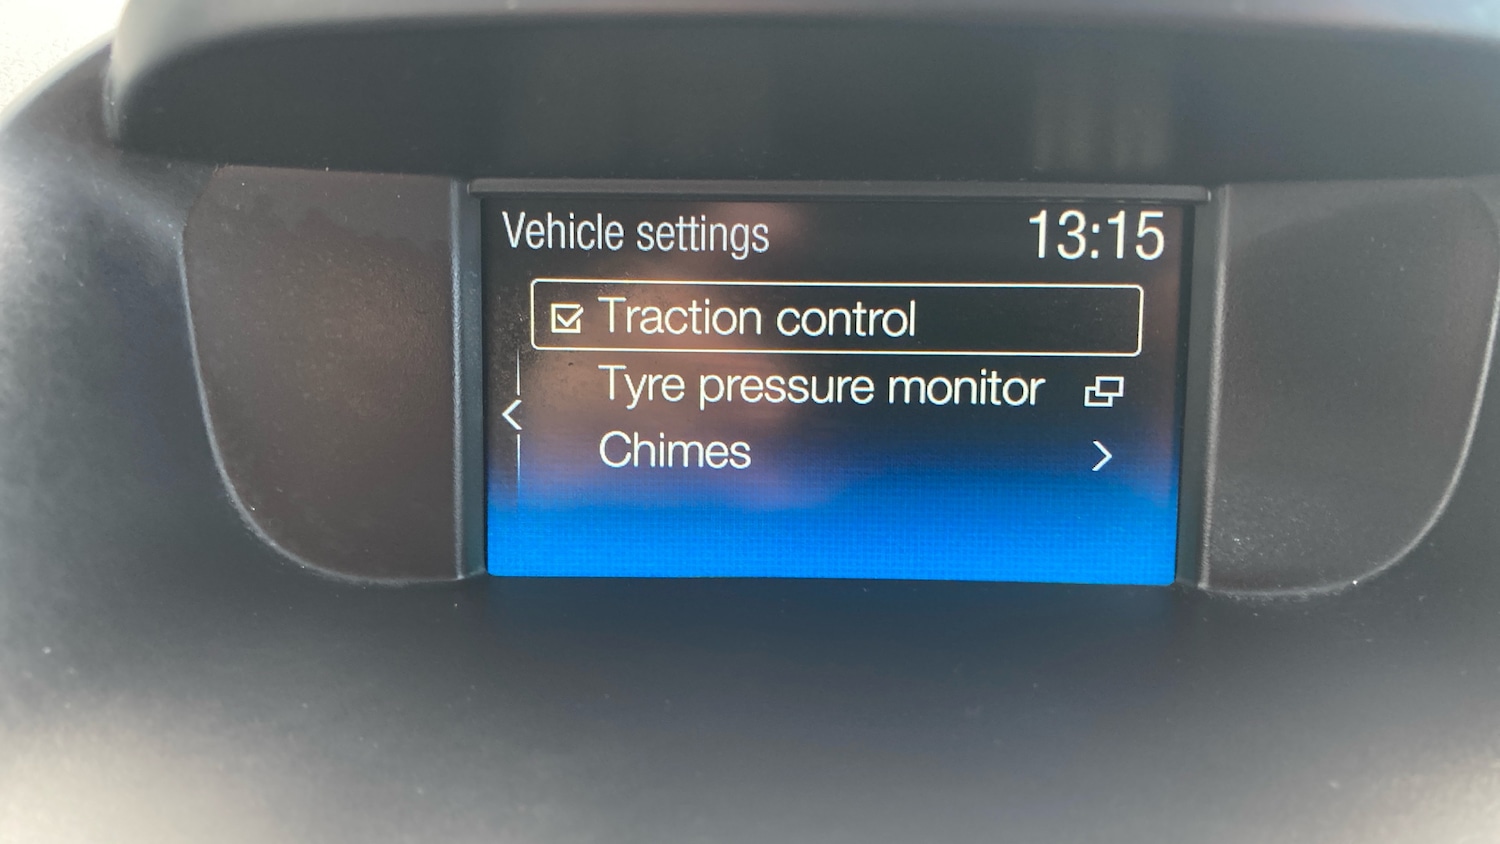 Vehicle settings 13:15
Traction control
Tyre pressure monitor
Chimes